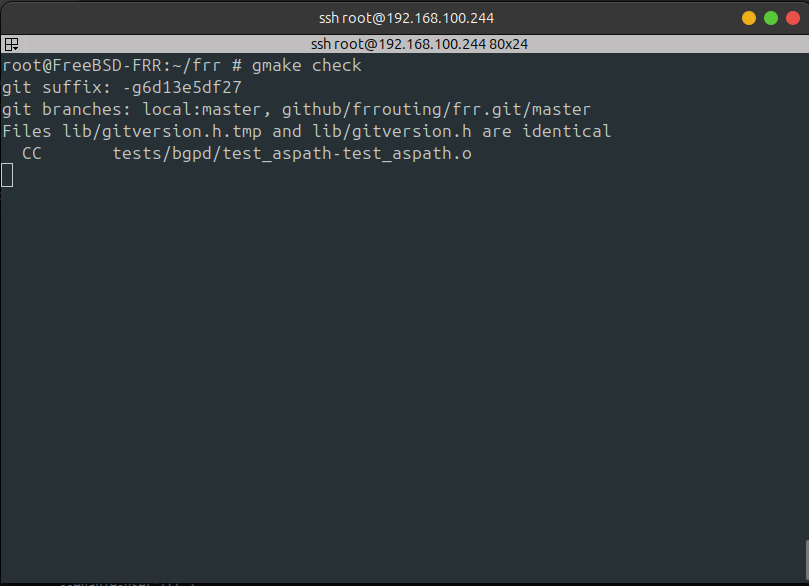 ssh root@192.168.100.244
ssh root@192.168.100.244 80x24
root@FreeBSD-FRR:~/frr # gmake check
git suffix: -g6d13e5df27
git branches: local:master, github/frrouting/frr.git/master
Files lib/gitversion.h.tmp and lib/gitversion.h are identical
CC tests/bgpd/test_aspath-test_aspath.o